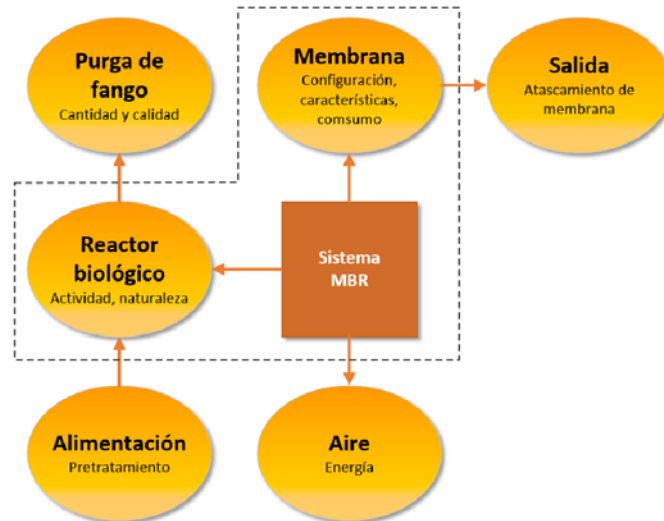 Purga de
fango
Cantidad y calidad
Membrana
Configuración,
características,
comsumo
Salida
Atascamiento de
membrana
Reactor
biológico
Actividad, naturaleza
Sistema
MBR
Alimentación
Pretratamiento
Aire
Energía